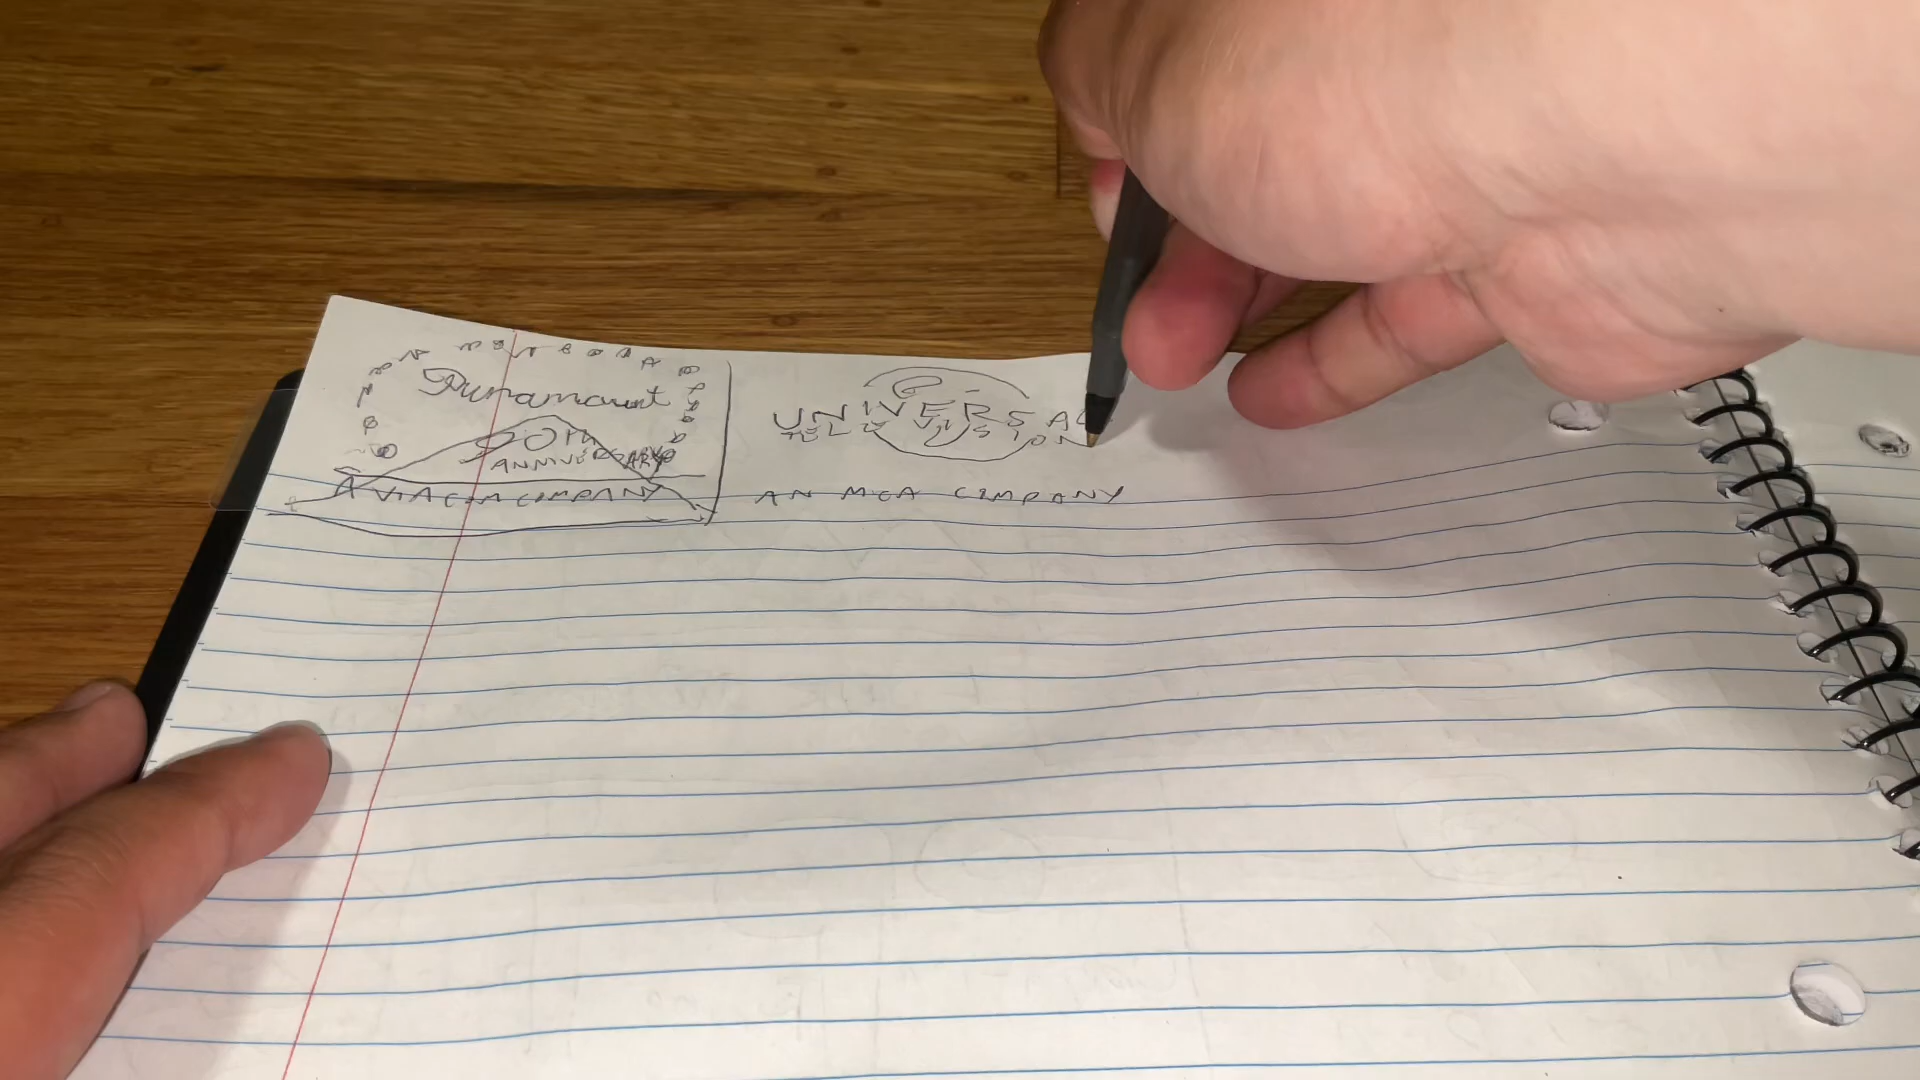 Paramount
90TH
ANNIVERSARY
A VIACOM COMPANY
UNIVERSAL
TELEVISION
AN MCA COMPANY